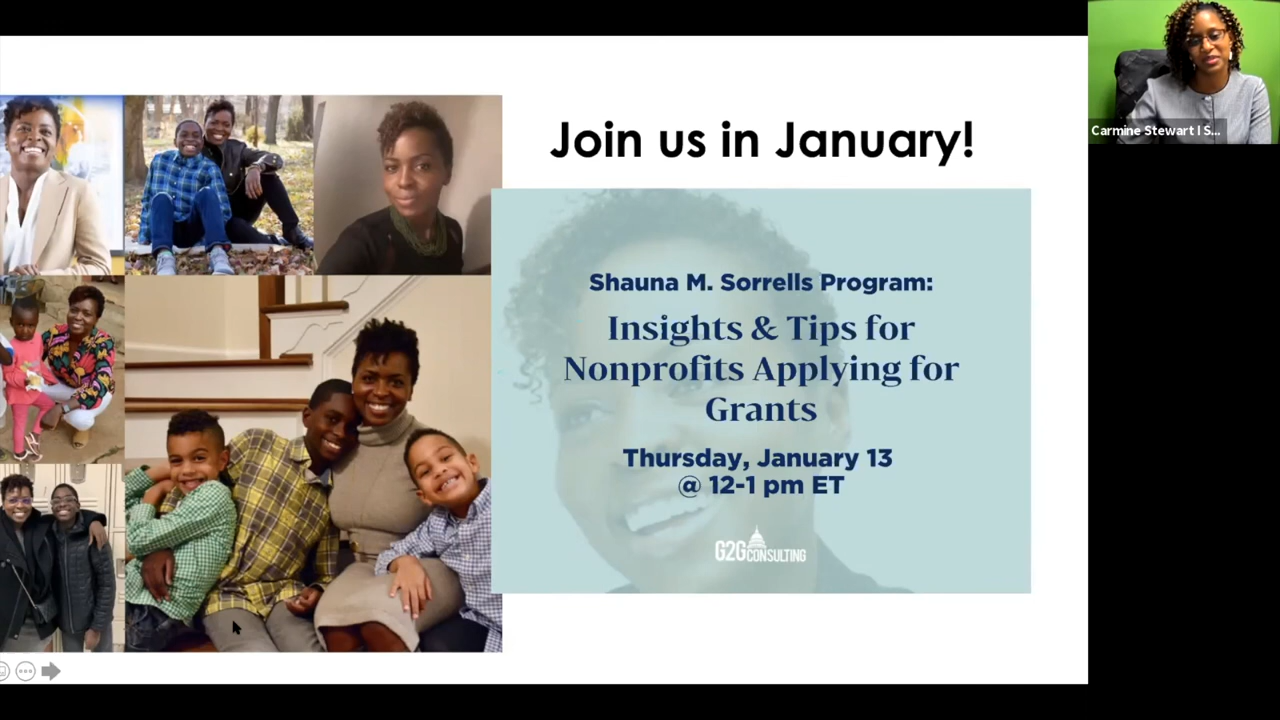 Join us in January!
Shauna M. Sorrells Program:
Insights & Tips for
Nonprofits Applying for
Grants
Thursday, January 13
@ 12-1 pm ET
G2G CONSULTING
Carmine Stewart I S...